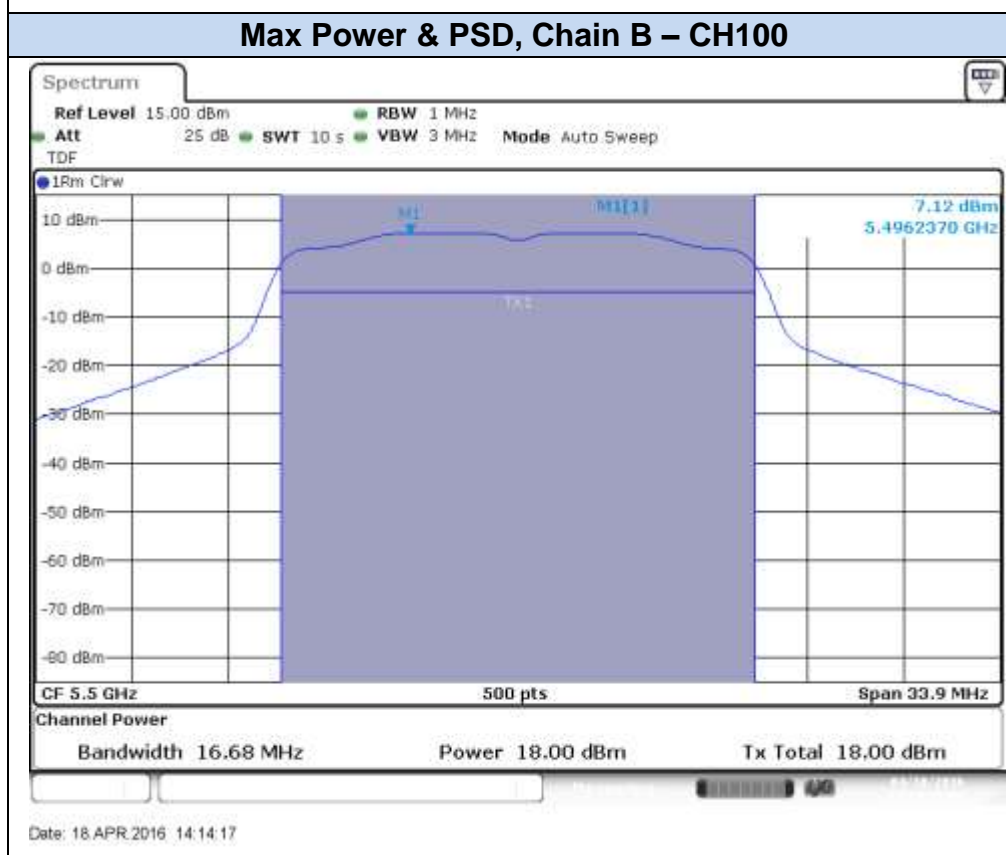 Max Power & PSD, Chain B – CH100
Spectrum
Ref Level 15.00 dBm RBW 1 MHz
Att 25 dB SWT 10 s VBW 3 MHz Mode Auto Sweep
TDF
1Rm Clrw
M1[1] 7.12 dBm
5.4962370 GHz
M1
10 dBm
0 dBm
TX1
-10 dBm
-20 dBm
-30 dBm
-40 dBm
-50 dBm
-60 dBm
-70 dBm
-80 dBm
CF 5.5 GHz 500 pts Span 33.9 MHz
Channel Power
Bandwidth 16.68 MHz Power 18.00 dBm Tx Total 18.00 dBm
Date: 18.APR.2016 14:14:17